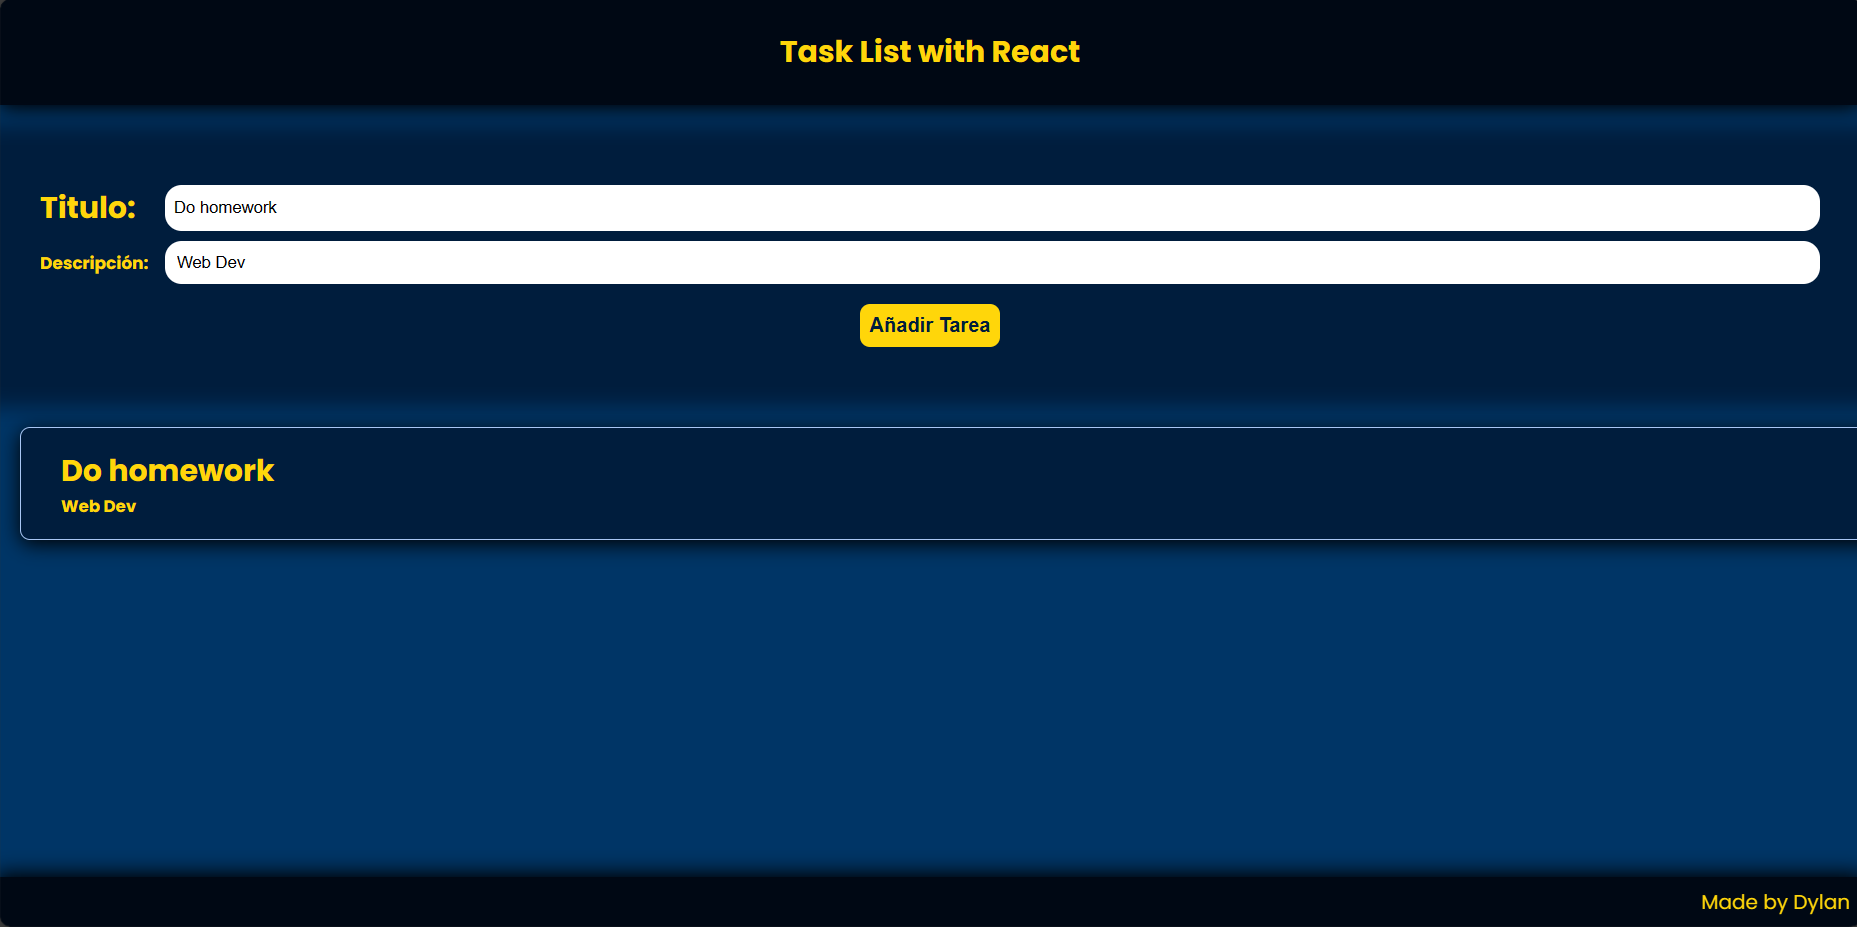 Task List with React
Titulo: Do homework
Descripción: Web Dev
Añadir Tarea
Do homework
Web Dev
Made by Dylan